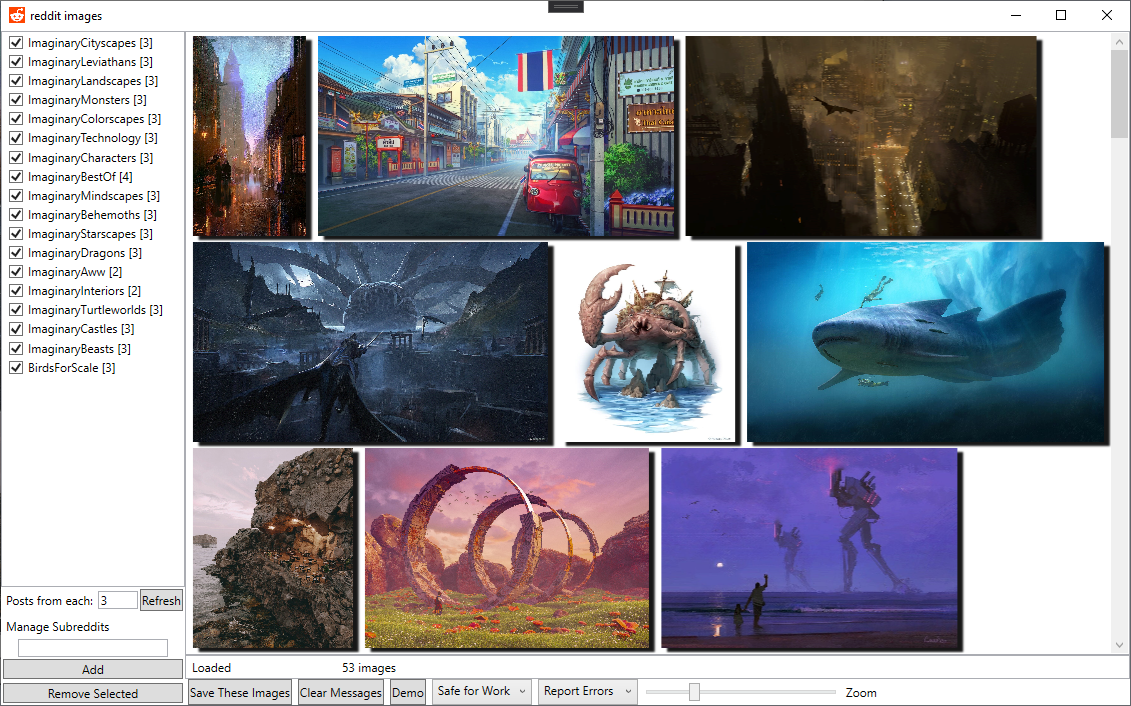 reddit images
ImaginaryCityscapes [3]
ImaginaryLeviathans [3]
ImaginaryLandscapes [3]
ImaginaryMonsters [3]
ImaginaryColorscapes [3]
ImaginaryTechnology [3]
ImaginaryCharacters [3]
ImaginaryBestOf [4]
ImaginaryMindscapes [3]
ImaginaryBehemoths [3]
ImaginaryStarscapes [3]
ImaginaryDragons [3]
ImaginaryAww [2]
ImaginaryInteriors [2]
ImaginaryTurtleworlds [3]
ImaginaryCastles [3]
ImaginaryBeasts [3]
BirdsForScale [3]
Posts from each: 3 Refresh
Manage Subreddits
Add
Remove Selected
Loaded 53 images
Save These Images Clear Messages Demo Safe for Work Report Errors Zoom